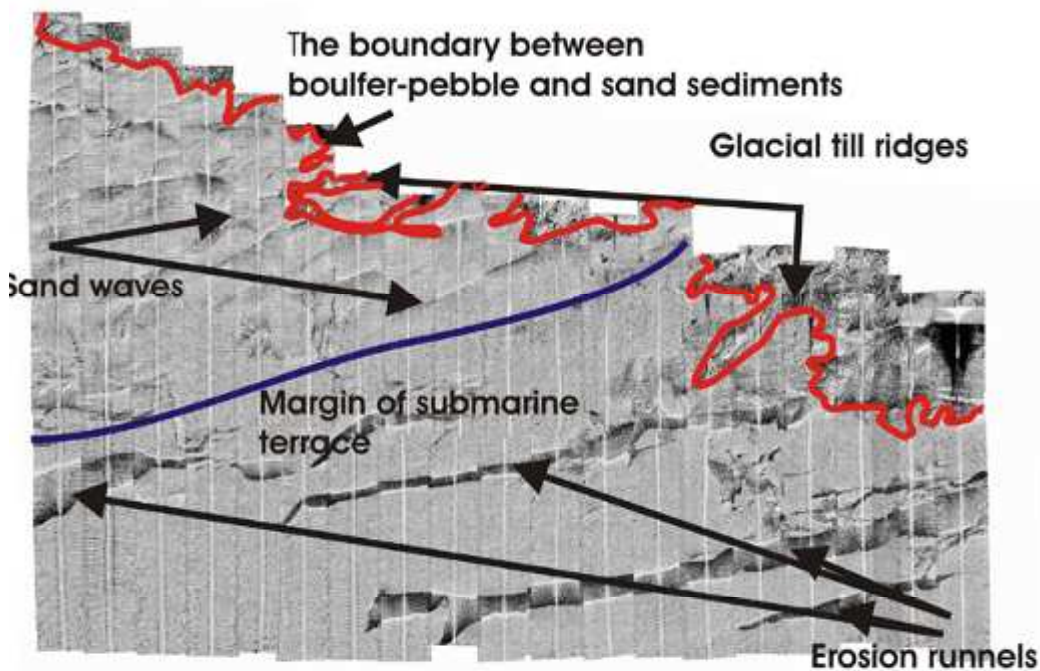 The boundary between
boulfer-pebble and sand sediments
Glacial till ridges
Sand waves
Margin of submarine
terrace
Erosion runnels